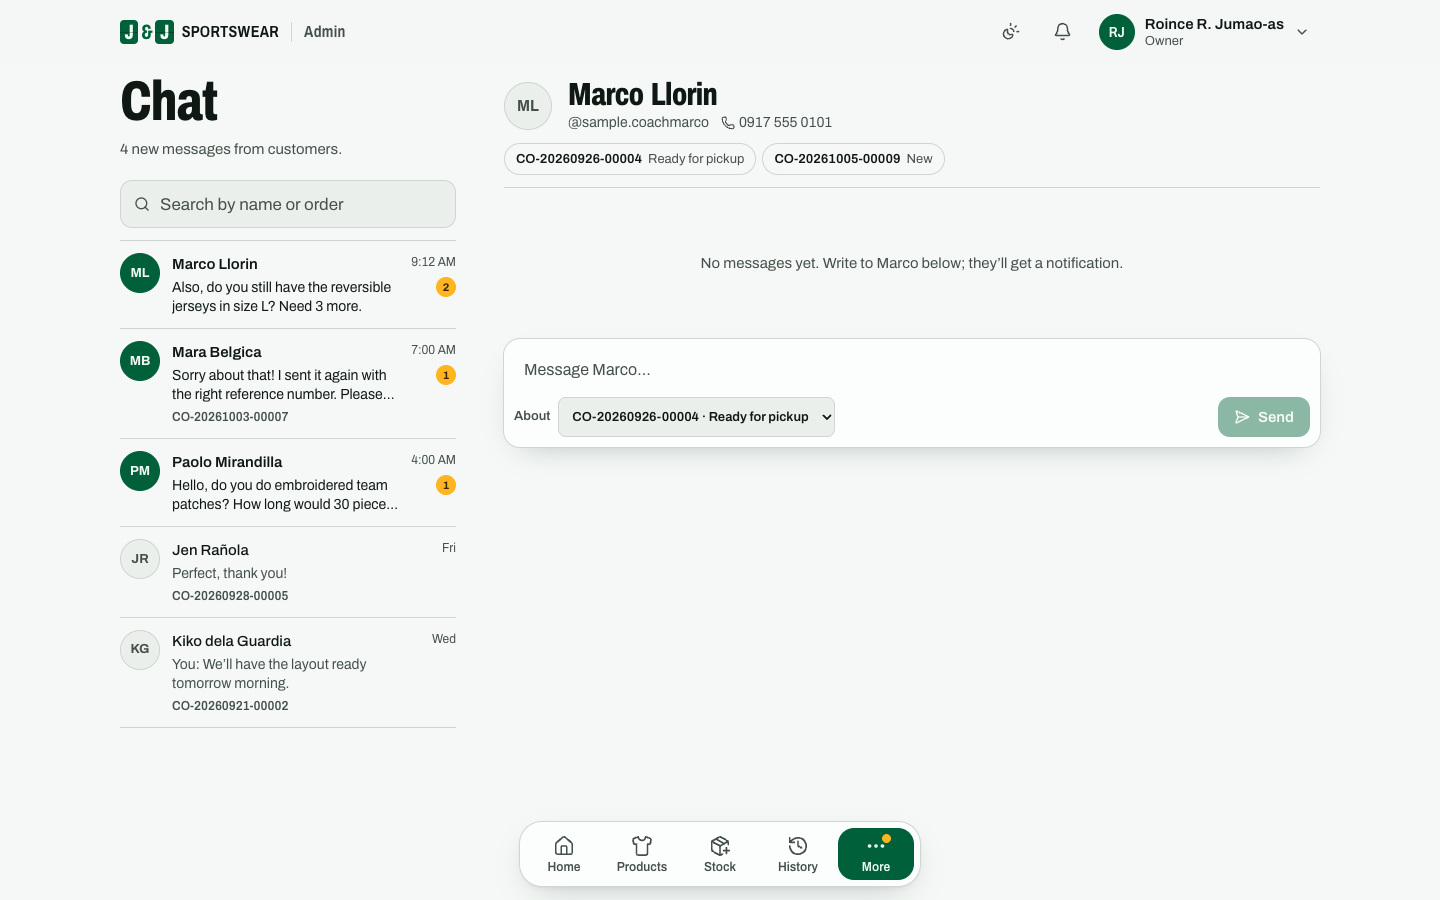 J & J SPORTSWEAR Admin
RJ
Roince R. Jumao-as
Owner
Chat
4 new messages from customers.
Search by name or order
ML
Marco Llorin
9:12 AM
Also, do you still have the reversible
jerseys in size L? Need 3 more.
2
MB
Mara Belgica
7:00 AM
Sorry about that! I sent it again with
the right reference number. Please...
1
CO-20261003-00007
PM
Paolo Mirandilla
4:00 AM
Hello, do you do embroidered team
patches? How long would 30 piece...
1
JR
Jen Rañola
Fri
Perfect, thank you!
CO-20260928-00005
KG
Kiko dela Guardia
Wed
You: We’ll have the layout ready
tomorrow morning.
CO-20260921-00002
ML
Marco Llorin
@sample.coachmarco 0917 555 0101
CO-20260926-00004 Ready for pickup
CO-20261005-00009 New
No messages yet. Write to Marco below; they’ll get a notification.
Message Marco...
About
CO-20260926-00004 · Ready for pickup
Send
Home
Products
Stock
History
More